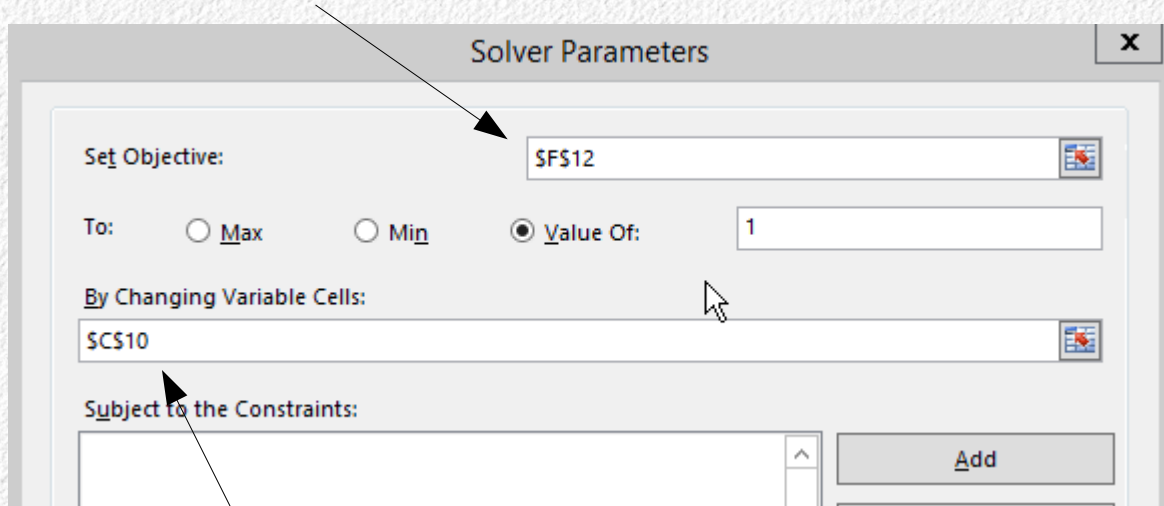 Solver Parameters
x
Set Objective:
$F$12
To:
Max
Min
Value Of:
1
By Changing Variable Cells:
$C$10
Subject to the Constraints:
Add